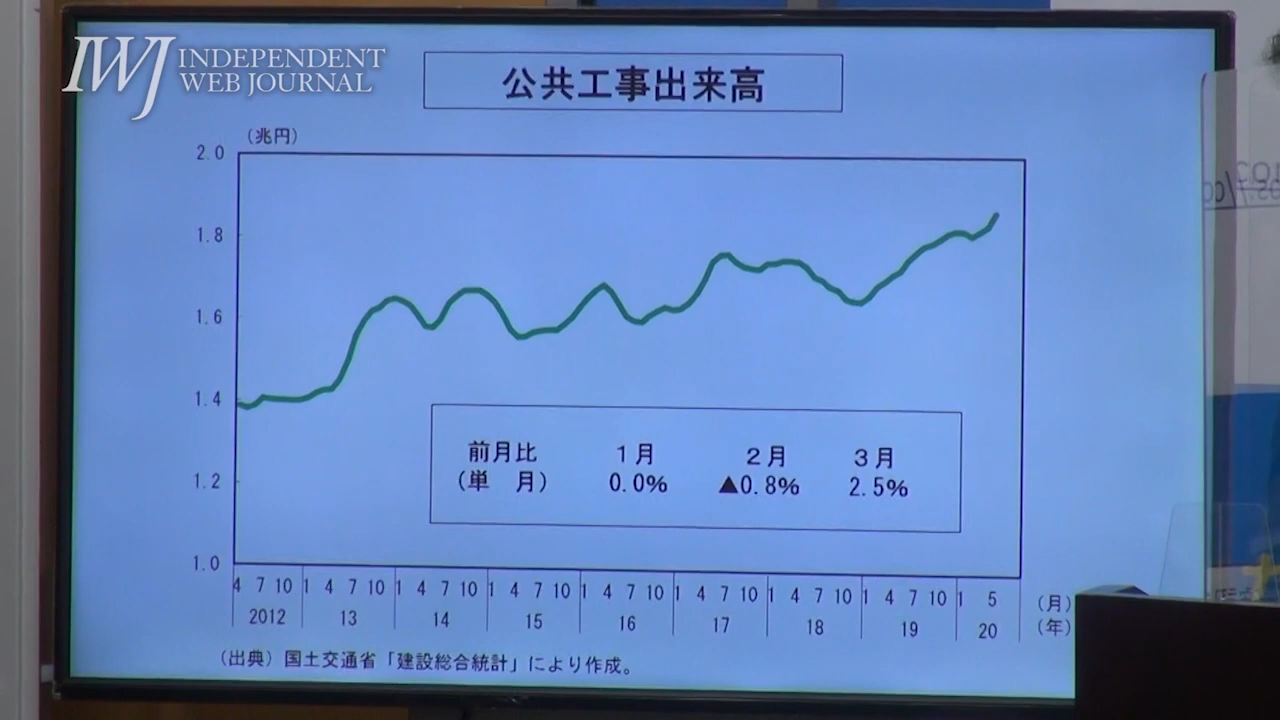 IWJ INDEPENDENT
WEB JOURNAL
公共工事出来高
（兆円）
2.0
1.8
1.6
1.4
1.2
1.0
前月比 1月 2月 3月
（単　月） 0.0% ▲0.8% 2.5%
4 7 10 1 4 7 10 1 4 7 10 1 4 7 10 1 4 7 10 1 4 7 10 1 4 7 10 1 4 7 10 1 5 （月）
2012 13 14 15 16 17 18 19 20 （年）
（出典）国土交通省「建設総合統計」により作成。